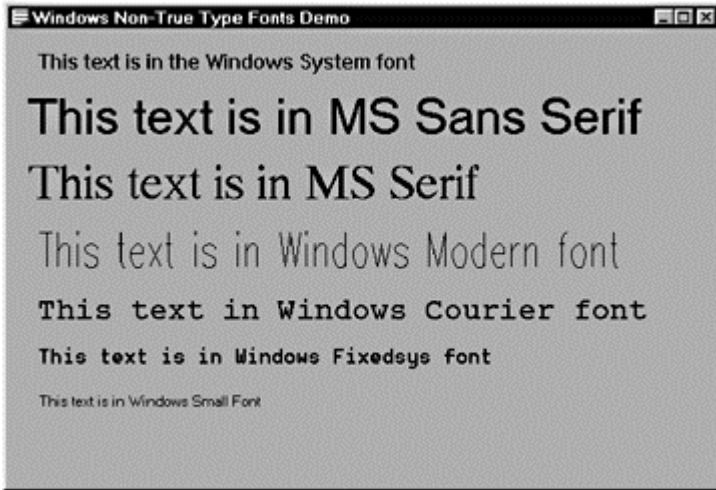 Windows Non-True Type Fonts Demo
This text is in the Windows System font
This text is in MS Sans Serif
This text is in MS Serif
This text is in Windows Modern font
This text in Windows Courier font
This text is in Windows Fixedsys font
This text is in Windows Small Font